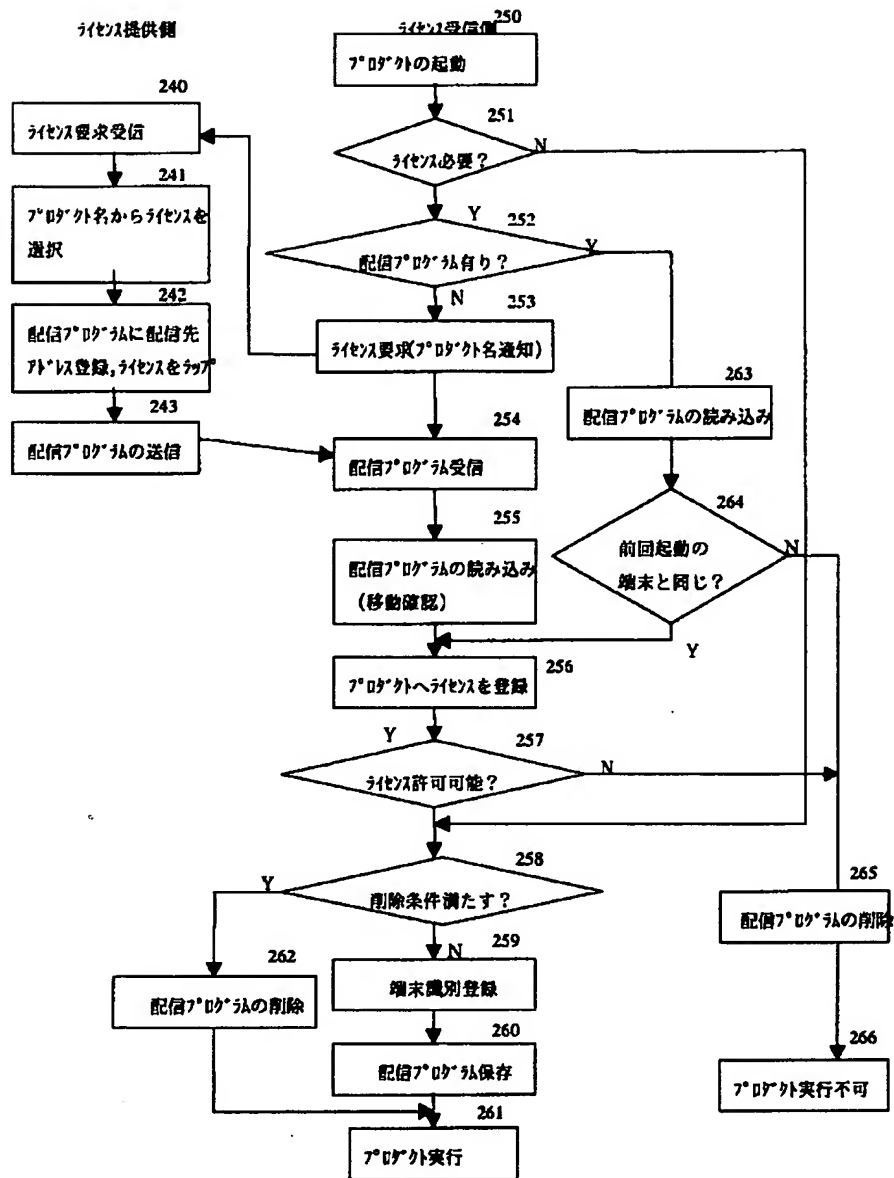 ライセンス提供側
ライセンス受信側
250
プロダクトの起動
240
ライセンス要求受信
251
ライセンス必要?
N
241
プロダクト名からライセンスを
選択
Y
252
配信プログラム有り?
Y
N
253
ライセンス要求(プロダクト名通知)
242
配信プログラムに配信先
アドレス登録,ライセンスをラップ
243
配信プログラムの送信
254
配信プログラム受信
263
配信プログラムの読み込み
255
配信プログラムの読み込み
(移動確認)
264
前回起動の
端末と同じ?
N
Y
256
プロダクトへライセンスを登録
Y
257
ライセンス許可可能?
N
258
削除条件満たす?
Y
N
259
端末識別登録
262
配信プログラムの削除
265
配信プログラムの削除
260
配信プログラム保存
266
プロダクト実行不可
261
プロダクト実行